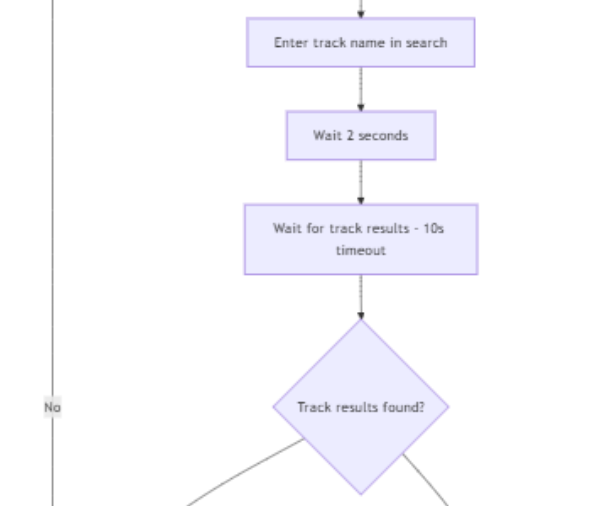 Enter track name in search
Wait 2 seconds
Wait for track results - 10s
timeout
No
Track results found?